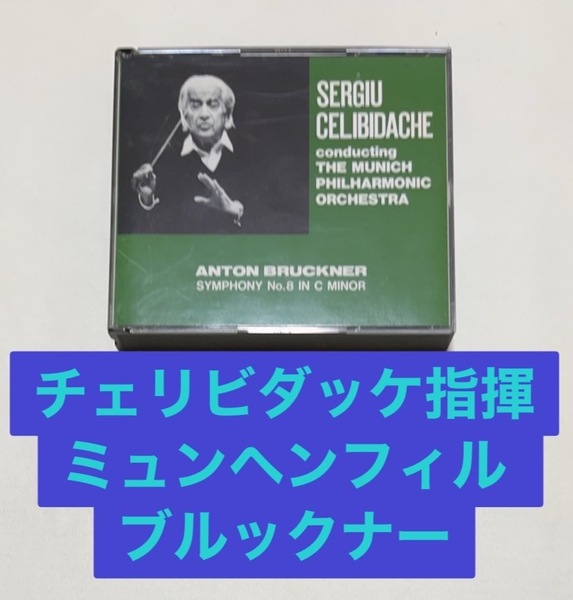 SERGIU
CELIBIDACHE
conducting
THE MUNICH
PHILHARMONIC
ORCHESTRA
ANTON BRUCKNER
SYMPHONY No.8 IN C MINOR
チェリビダッケ指揮
ミュンヘンフィル
ブルックナー